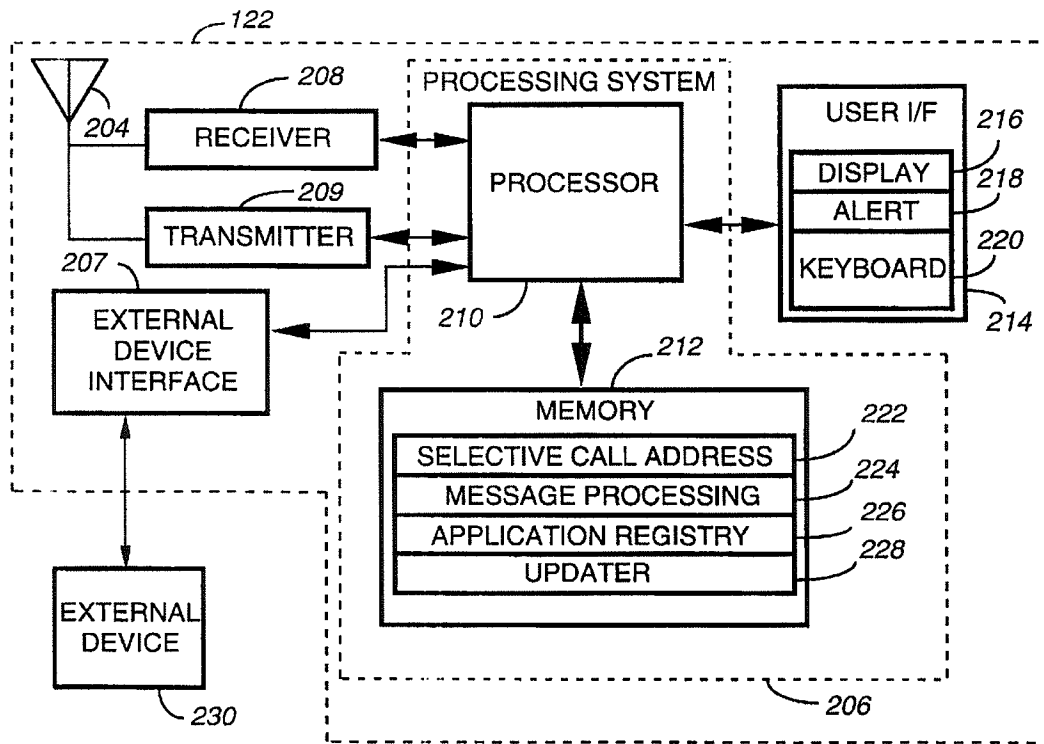 122
204
208
RECEIVER
209
TRANSMITTER
207
EXTERNAL
DEVICE
INTERFACE
PROCESSING SYSTEM
PROCESSOR
210
USER I/F
216
DISPLAY
218
ALERT
220
KEYBOARD
214
212
MEMORY
222
SELECTIVE CALL ADDRESS
224
MESSAGE PROCESSING
226
APPLICATION REGISTRY
228
UPDATER
206
EXTERNAL
DEVICE
230